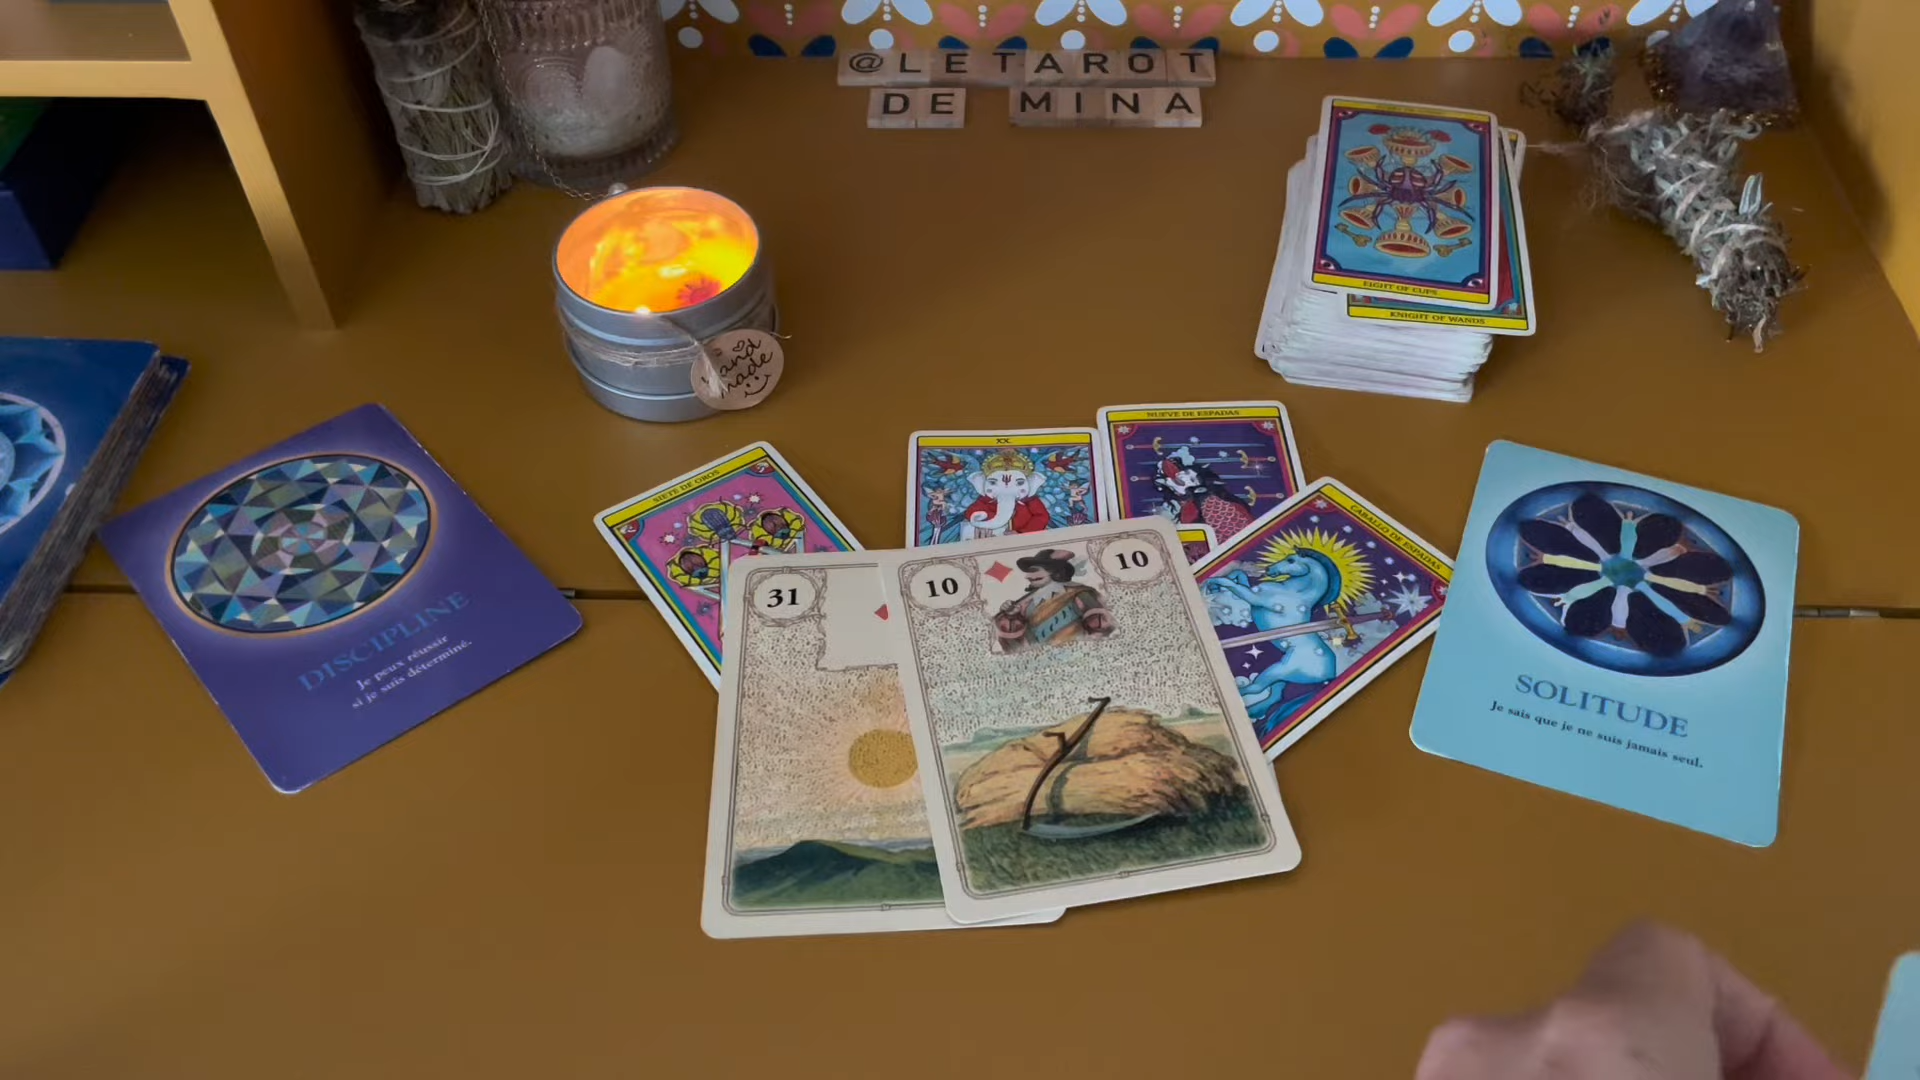 @LETAROT
DE MINA
EIGHT OF CUPS
KNIGHT OF WANDS
hand
made
DISCIPLINE
Je peux réussir
si je suis déterminé.
SIETE DE OROS
XX.
NUEVE DE ESPADAS
CABALLO DE ESPADAS
31
10
10
SOLITUDE
Je sais que je ne suis jamais seul.